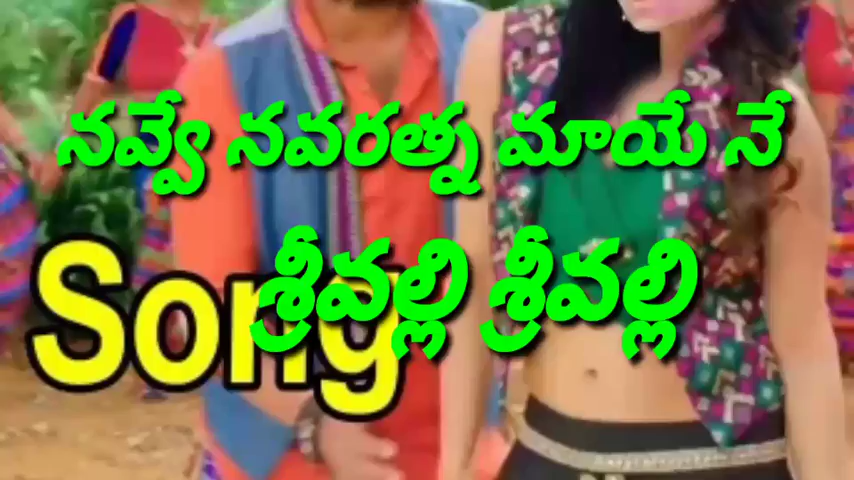 నవ్వే నవరత్న మాయే నే
శ్రీవల్లి శ్రీవల్లి
Song